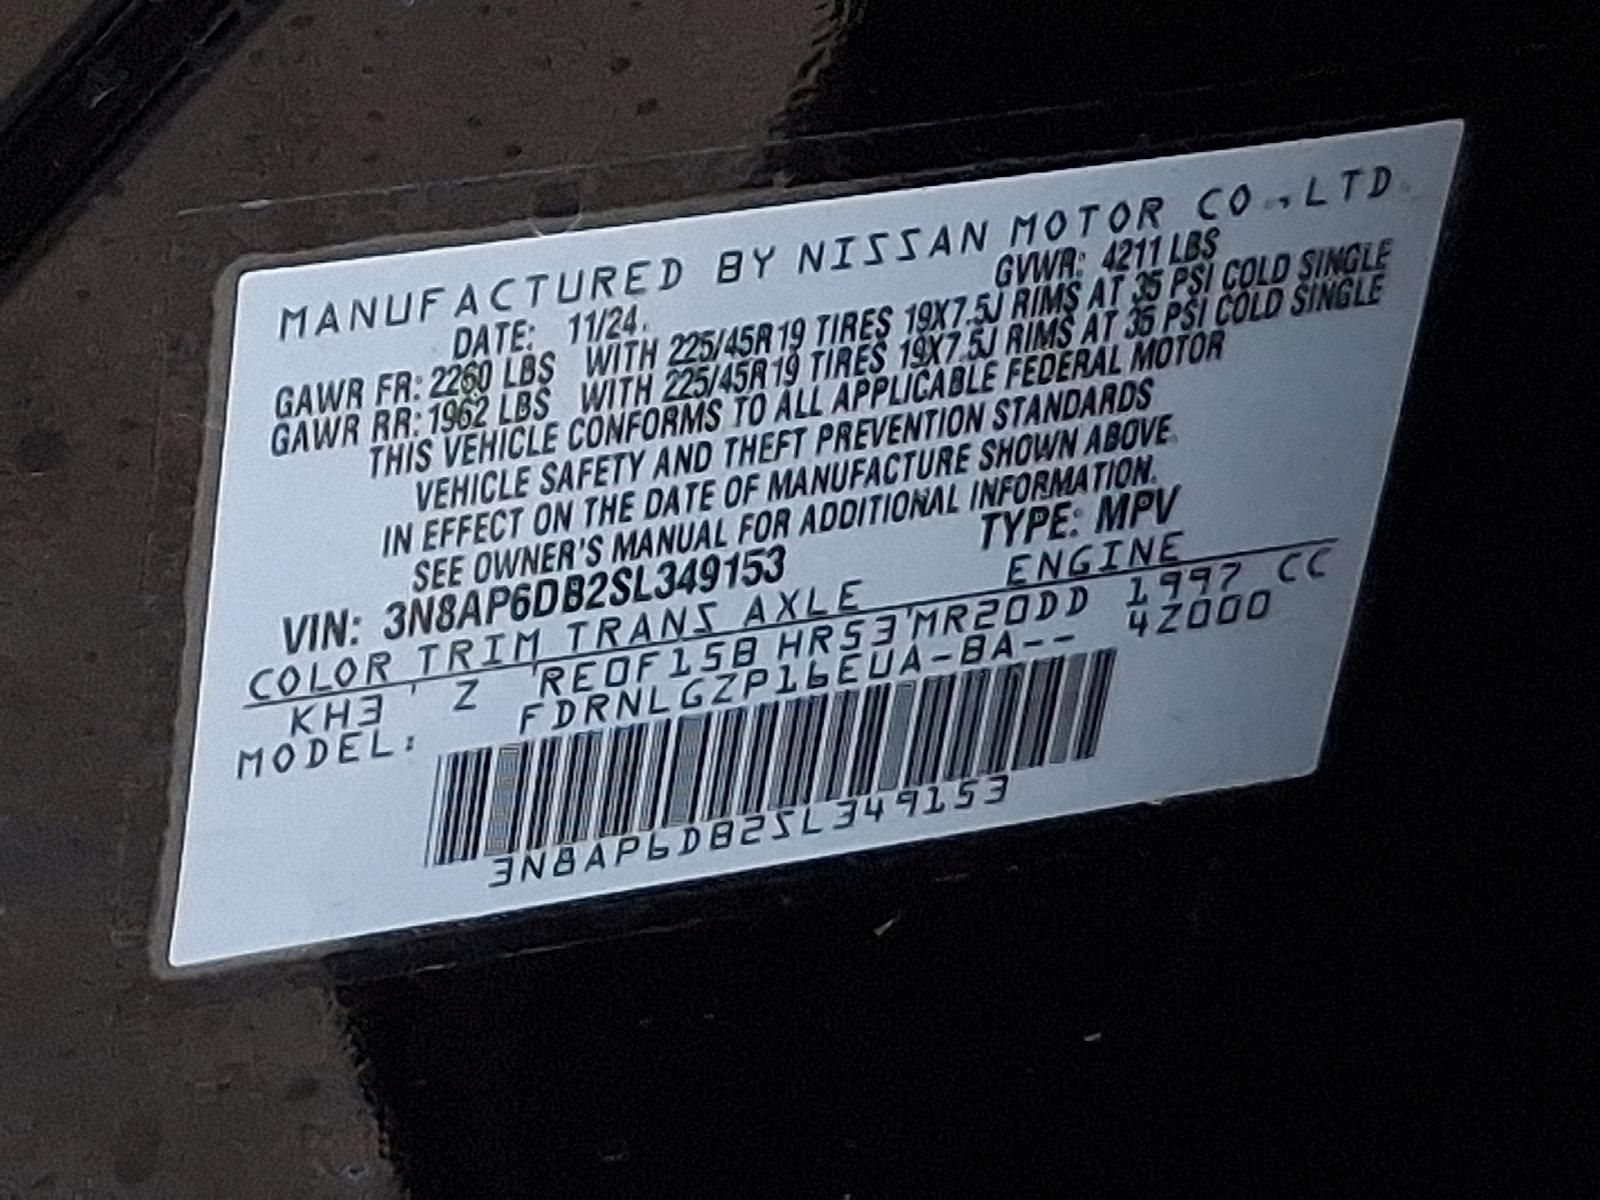 MANUFACTURED BY NISSAN MOTOR CO.,LTD.
DATE: 11/24. GVWR: 4211 LBS
GAWR FR: 2260 LBS WITH 225/45R19 TIRES 19X7.5J RIMS AT 35 PSI COLD SINGLE
GAWR RR: 1962 LBS WITH 225/45R19 TIRES 19X7.5J RIMS AT 35 PSI COLD SINGLE
THIS VEHICLE CONFORMS TO ALL APPLICABLE FEDERAL MOTOR
VEHICLE SAFETY AND THEFT PREVENTION STANDARDS
IN EFFECT ON THE DATE OF MANUFACTURE SHOWN ABOVE.
SEE OWNER'S MANUAL FOR ADDITIONAL INFORMATION.
VIN: 3N8AP6DB2SL349153 TYPE: MPV
COLOR TRIM TRANS AXLE ENGINE
KH3 Z RE0F15B HR53 MR20DD 1997 CC
MODEL: FDRNLGZP16EUA-BA-- 4Z000
3N8AP6DB2SL349153